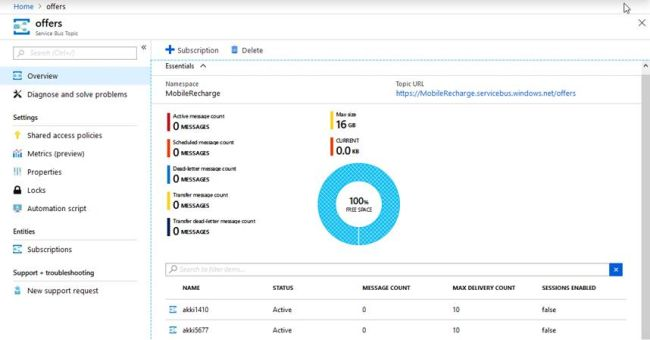 Home > offers
offers
Service Bus Topic
Search (Ctrl+/)
Overview
Diagnose and solve problems
Settings
Shared access policies
Metrics (preview)
Properties
Locks
Automation script
Entities
Subscriptions
Support + troubleshooting
New support request
Subscription
Delete
Essentials
Namespace
MobileRecharge
Topic URL
https://MobileRecharge.servicebus.windows.net/offers
Active message count
0 MESSAGES
Scheduled message count
0 MESSAGES
Dead-letter message count
0 MESSAGES
Transfer message count
0 MESSAGES
Transfer dead-letter message count
0 MESSAGES
Max size
16 GB
CURRENT
0.0 KB
100%
FREE SPACE
Search to filter items...
NAME STATUS MESSAGE COUNT MAX DELIVERY COUNT SESSIONS ENABLED
akki1410 Active 0 10 false
akki5677 Active 0 10 false